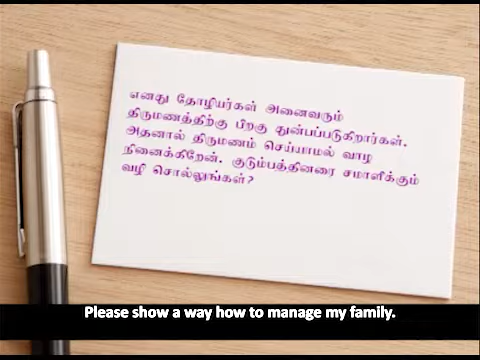 எனது தோழியர்கள் அனைவரும்
திருமணத்திற்கு பிறகு துன்பப்படுகிறார்கள்.
அதனால் திருமணம் செய்யாமல் வாழ
நினைக்கிறேன். குடும்பத்தினரை சமாளிக்கும்
வழி சொல்லுங்கள்?
Please show a way how to manage my family.